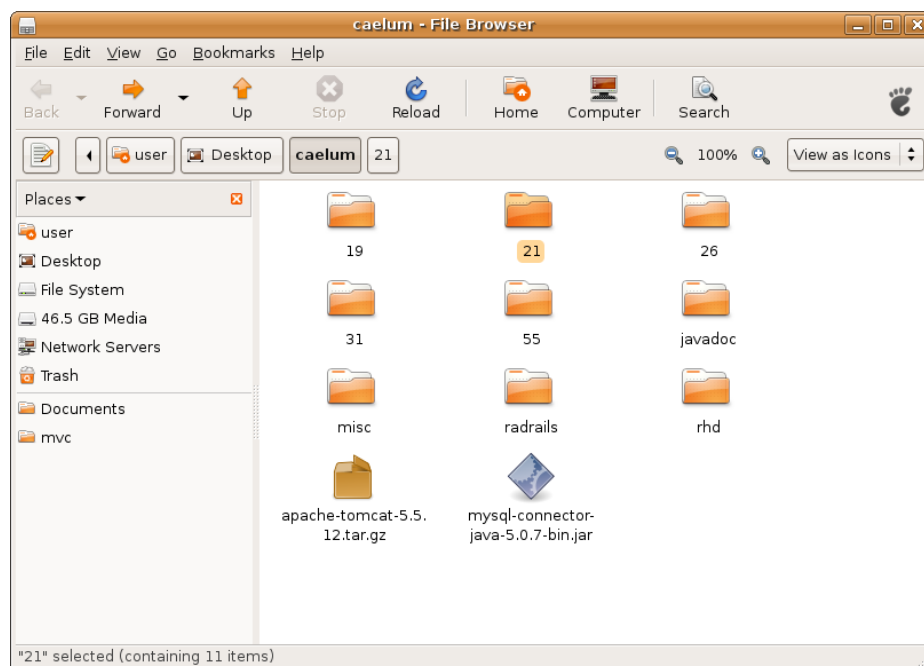 caelum - File Browser
File Edit View Go Bookmarks Help
Back Forward Up Stop Reload Home Computer Search
user Desktop caelum 21 100% View as Icons
Places
user
Desktop
File System
46.5 GB Media
Network Servers
Trash
Documents
mvc
19 21 26
31 55 javadoc
misc radrails rhd
apache-tomcat-5.5.
12.tar.gz
mysql-connector-
java-5.0.7-bin.jar
"21" selected (containing 11 items)